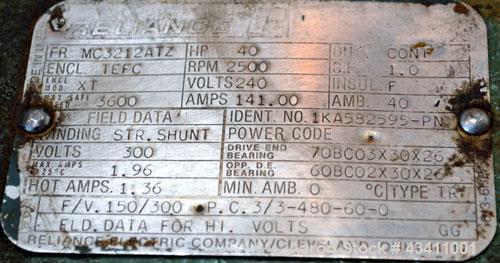 RELIANCE
FR MC3212ATZ HP 40 DUTY CONT
ENCL. TEFC RPM 2500 S.F. 1.0
ENCL MOD. XT VOLTS 240 INSUL. F
MAX SAFE 3600 AMPS 141.00 AMB. 40
FIELD DATA IDENT. NO. 1KA582595-PN
WINDING STR.SHUNT POWER CODE
VOLTS 300 DRIVE END BEARING 70BC03X30X26
MAX AMPS 25°C 1.96 OPP. D.E. BEARING 60BC02X30X26
HOT AMPS. 1.36 MIN. AMB. 0 °C TYPE TR
F/V. 150/300 P.C. 3/3-480-60-0
FIELD. DATA FOR HI. VOLTS GG
RELIANCE ELECTRIC COMPANY/CLEVELAND,
Stock # 43411001